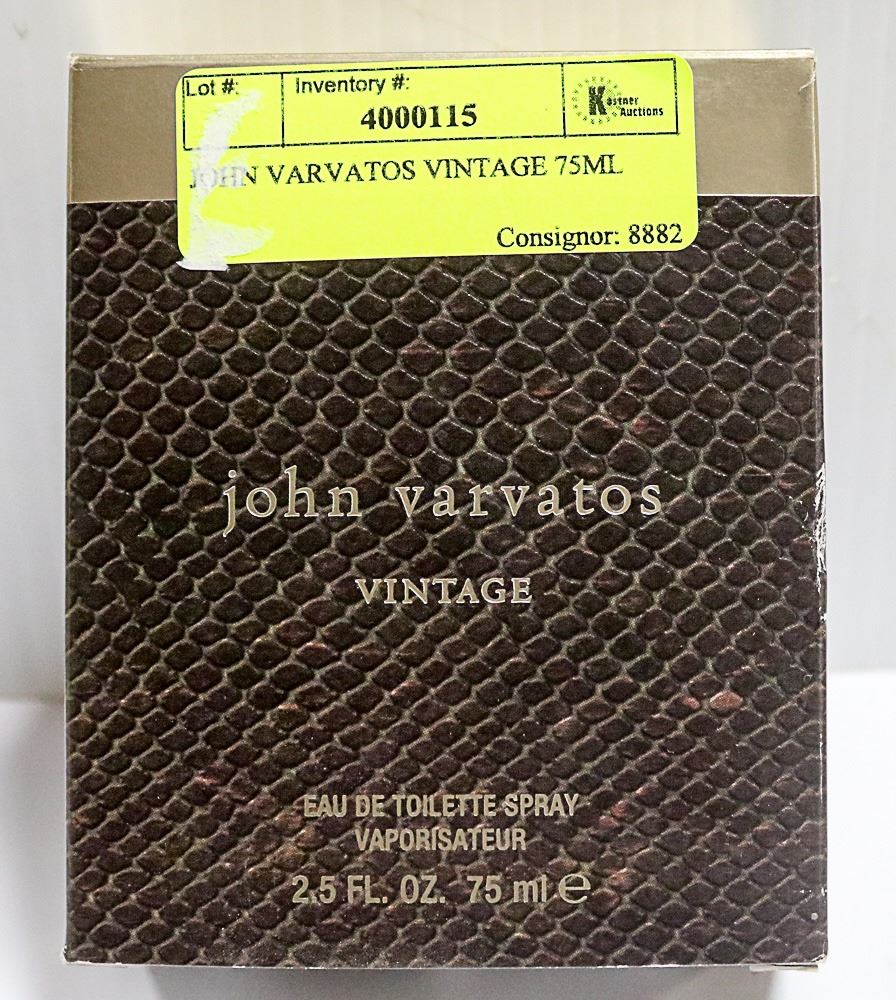 Lot #:
Inventory #:
4000115
Kastner
Auctions
JOHN VARVATOS VINTAGE 75ML
Consignor: 8882
john varvatos
VINTAGE
EAU DE TOILETTE SPRAY
VAPORISATEUR
2.5 FL. OZ. 75 ml ℮